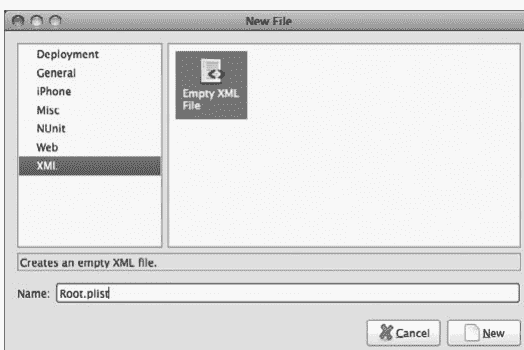 New File
Deployment
General
iPhone
Misc
NUnit
Web
XML
Empty XML
File
Creates an empty XML file.
Name: Root.plist
Cancel
New